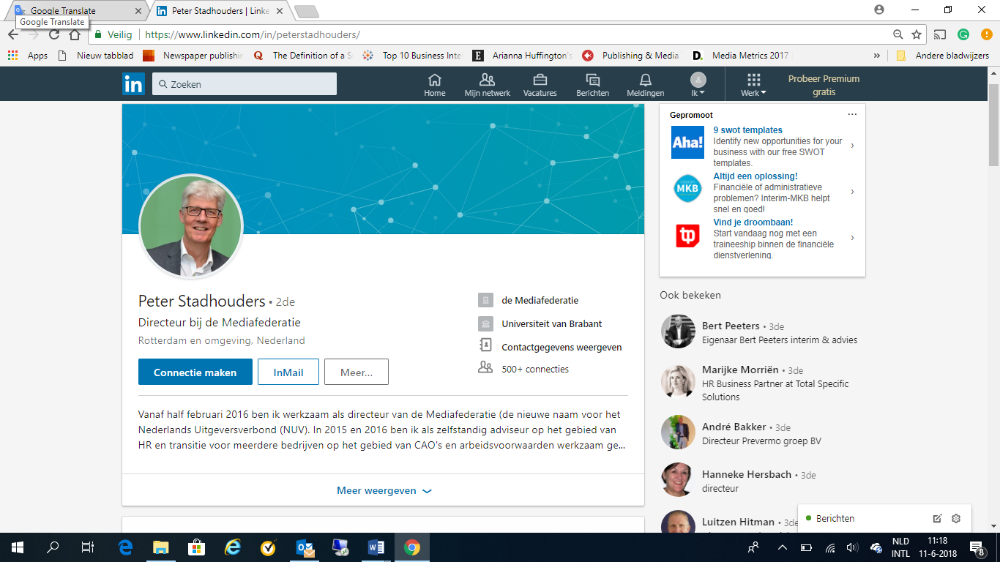 Google Translate
Peter Stadhouders | Linke
Google Translate
Veilig
https://www.linkedin.com/in/peterstadhouders/
Apps
Nieuw tabblad
Newspaper publishin
The Definition of a S
Top 10 Business Inte
Arianna Huffington's
Publishing & Media
Media Metrics 2017
»
Andere bladwijzers
in
Zoeken
Home
Mijn netwerk
Vacatures
Berichten
Meldingen
Ik
Werk
Probeer Premium
gratis
Peter Stadhouders • 2de
Directeur bij de Mediafederatie
Rotterdam en omgeving, Nederland
Connectie maken
InMail
Meer...
de Mediafederatie
Universiteit van Brabant
Contactgegevens weergeven
500+ connecties
Vanaf half februari 2016 ben ik werkzaam als directeur van de Mediafederatie (de nieuwe naam voor het
Nederlands Uitgeversverbond (NUV). In 2015 en 2016 ben ik als zelfstandig adviseur op het gebied van
HR en transitie voor meerdere bedrijven op het gebied van CAO's en arbeidsvoorwaarden werkzaam ge...
Meer weergeven
Gepromoot
Aha!
9 swot templates
Identify new opportunities for your
business with our free SWOT
templates.
MKB
Altijd een oplossing!
Financiële of administratieve
problemen? Interim-MKB helpt
snel en goed!
tp
Vind je droombaan!
Start vandaag nog met een
traineeship binnen de financiële
dienstverlening.
Ook bekeken
Bert Peeters • 3de
Eigenaar Bert Peeters interim & advies
Marijke Morriën • 3de
HR Business Partner at Total Specific
Solutions
André Bakker • 3de
Directeur Prevermo groep BV
Hanneke Hersbach • 3de
directeur
Luitzen Hitman • 3de
Berichten
NLD
INTL
11:18
11-6-2018
8